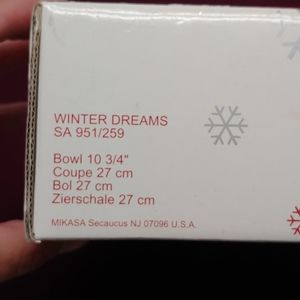 WINTER DREAMS
SA 951/259
Bowl 10 3/4"
Coupe 27 cm
Bol 27 cm
Zierschale 27 cm
MIKASA Secaucus NJ 07096 U.S.A.